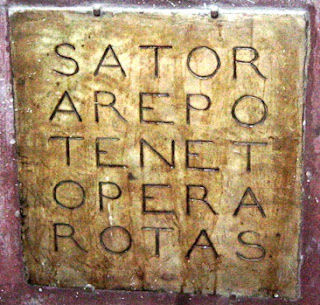 SATOR
AREPO
TENET
OPERA
ROTAS